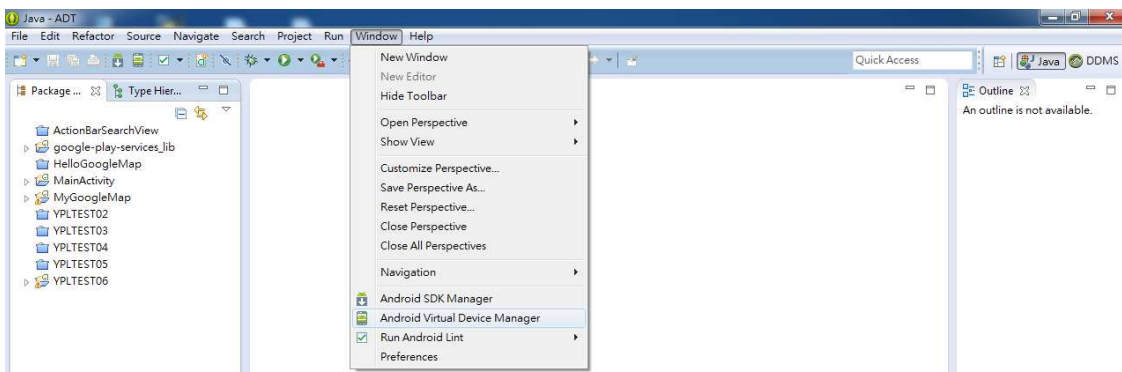 Java - ADT
File Edit Refactor Source Navigate Search Project Run Window Help
Quick Access
Java
DDMS
Package ...
Type Hier...
ActionBarSearchView
google-play-services_lib
HelloGoogleMap
MainActivity
MyGoogleMap
YPLTEST02
YPLTEST03
YPLTEST04
YPLTEST05
YPLTEST06
New Window
New Editor
Hide Toolbar
Open Perspective
Show View
Customize Perspective...
Save Perspective As...
Reset Perspective...
Close Perspective
Close All Perspectives
Navigation
Android SDK Manager
Android Virtual Device Manager
Run Android Lint
Preferences
Outline
An outline is not available.